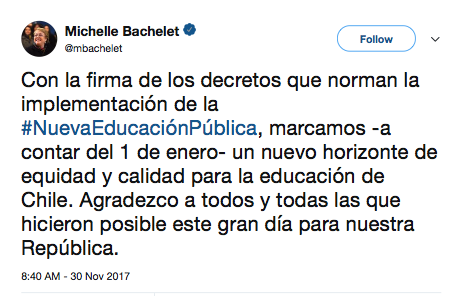 Michelle Bachelet
@mbachelet
Follow
Con la firma de los decretos que norman la
implementación de la
#NuevaEducaciónPública, marcamos -a
contar del 1 de enero- un nuevo horizonte de
equidad y calidad para la educación de
Chile. Agradezco a todos y todas las que
hicieron posible este gran día para nuestra
República.
8:40 AM - 30 Nov 2017